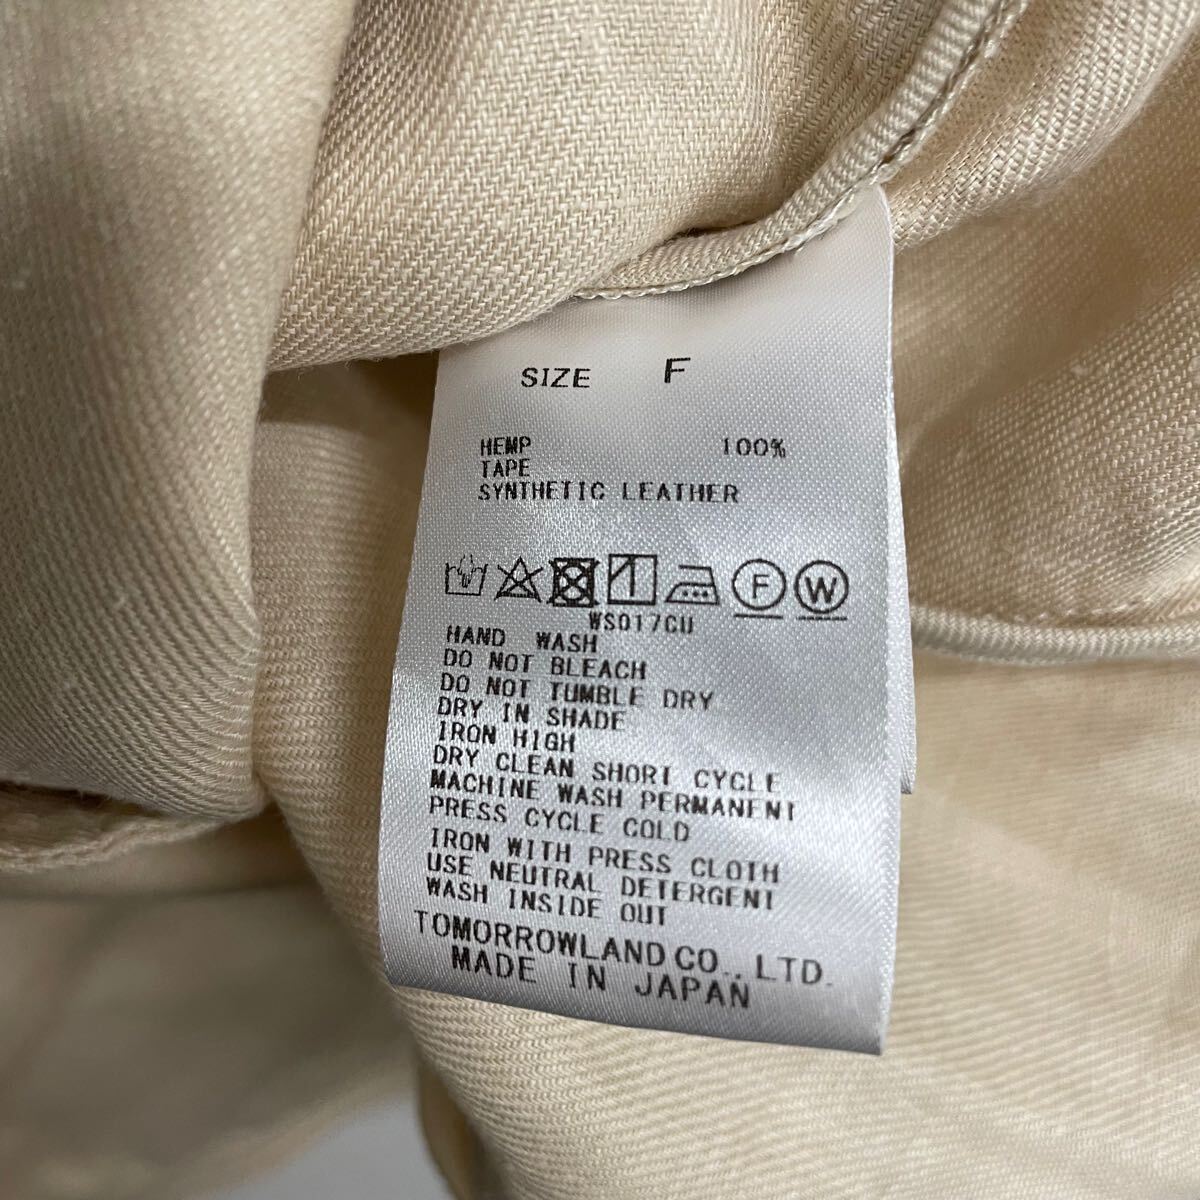 SIZE F
HEMP 100%
TAPE
SYNTHETIC LEATHER
F W
WS017CU
HAND WASH
DO NOT BLEACH
DO NOT TUMBLE DRY
DRY IN SHADE
IRON HIGH
DRY CLEAN SHORT CYCLE
MACHINE WASH PERMANENT
PRESS CYCLE COLD
IRON WITH PRESS CLOTH
USE NEUTRAL DETERGENT
WASH INSIDE OUT
TOMORROWLAND CO., LTD.
MADE IN JAPAN